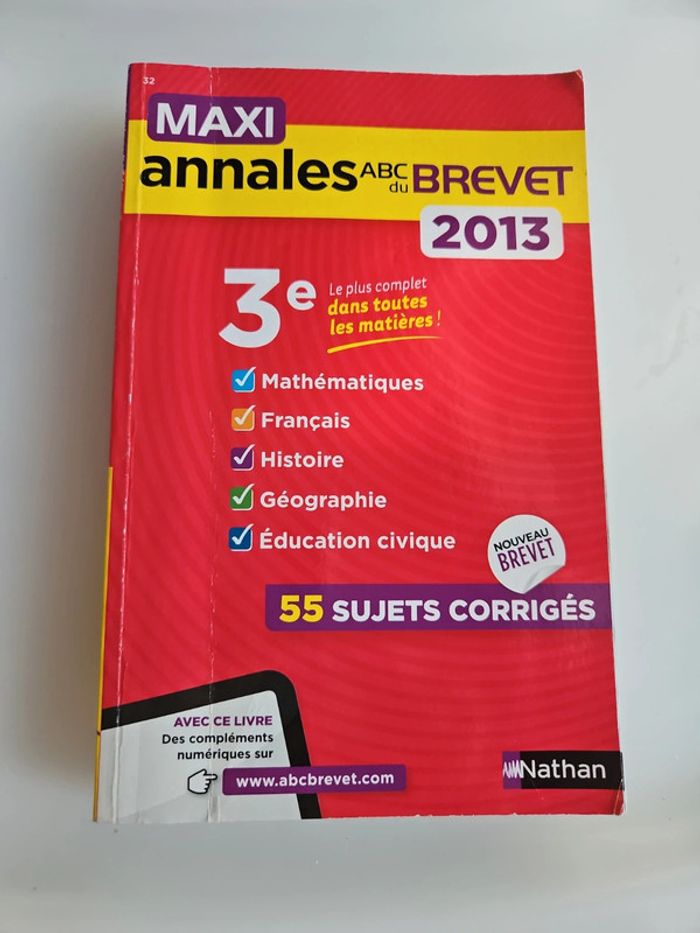 32
MAXI
annales ABC du BREVET
2013
3e
Le plus complet
dans toutes
les matières !
Mathématiques
Français
Histoire
Géographie
Éducation civique
NOUVEAU
BREVET
55 SUJETS CORRIGÉS
AVEC CE LIVRE
Des compléments
numériques sur
www.abcbrevet.com
Nathan